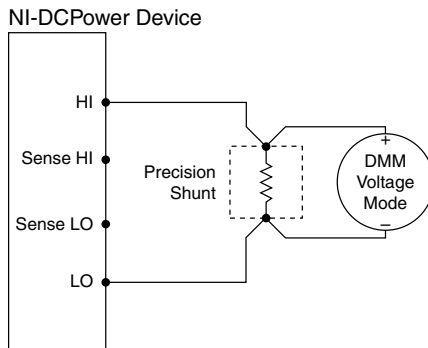 NI-DCPower Device
HI
Sense HI
Sense LO
LO
Precision
Shunt
+
DMM
Voltage
Mode
–